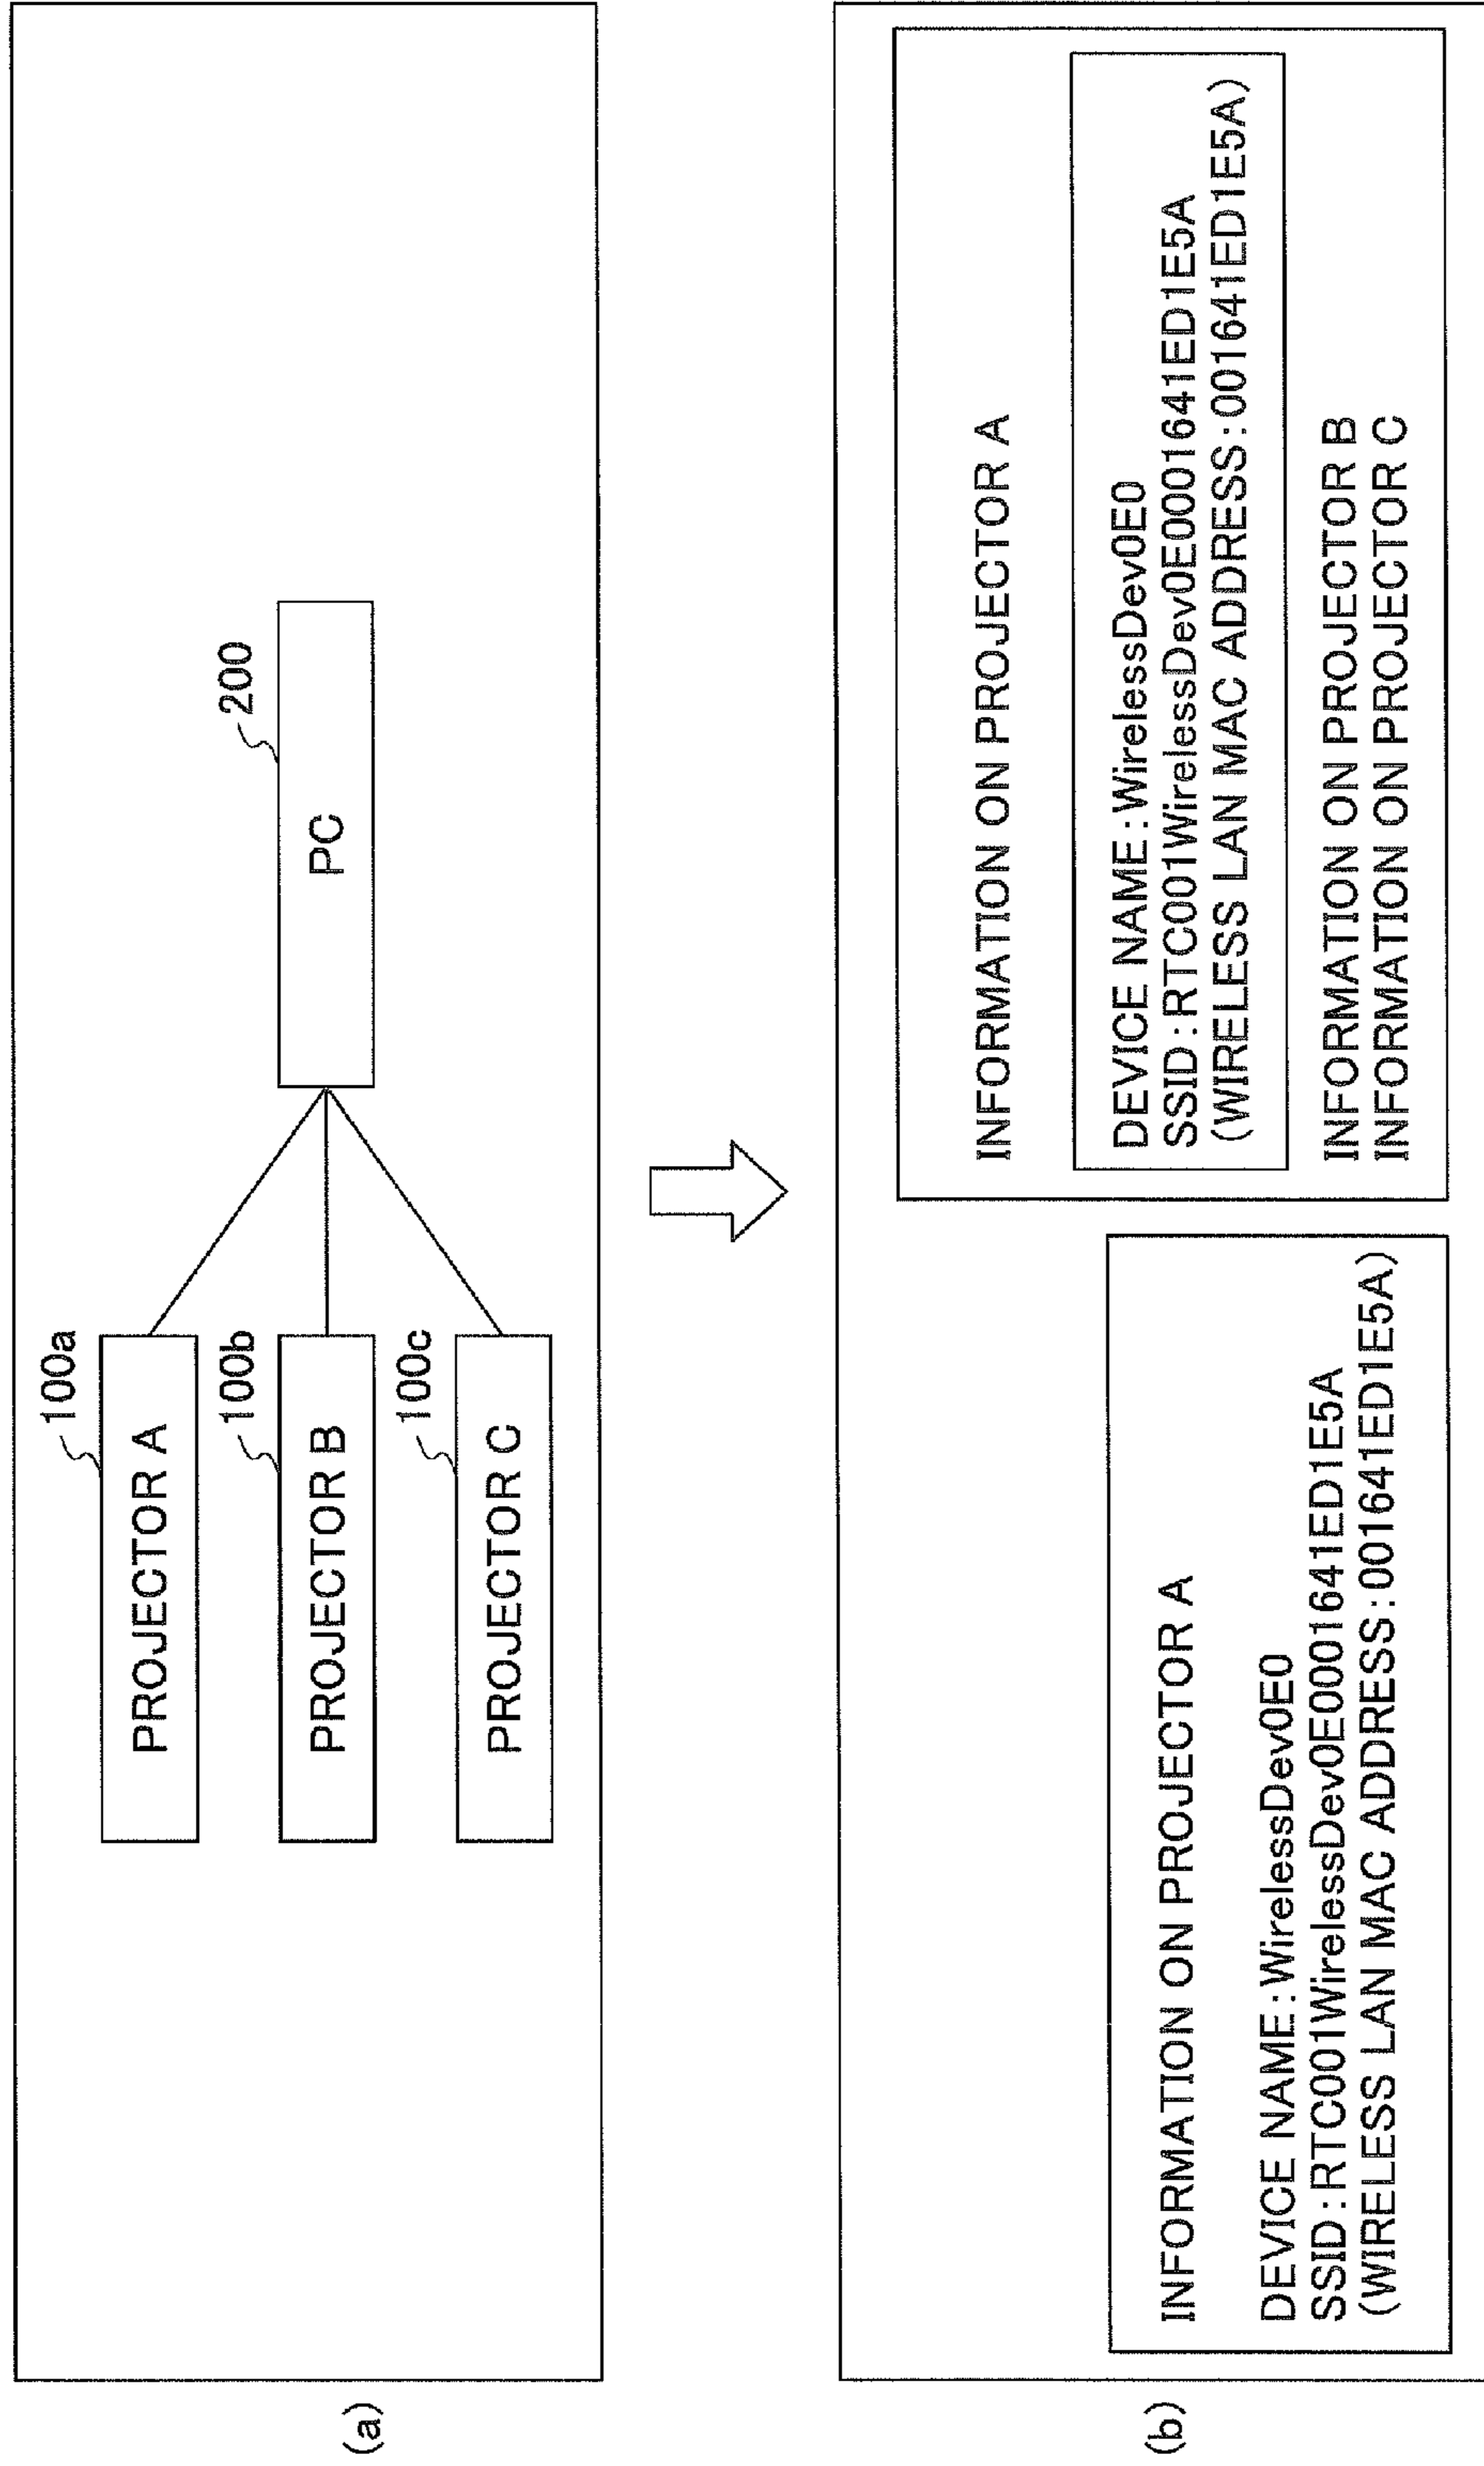 (a)
PROJECTOR A
100a
PROJECTOR B
100b
PROJECTOR C
100c
PC
200
(b)
INFORMATION ON PROJECTOR A
DEVICE NAME:WirelessDev0E0
SSID:RTC001WirelessDev0E0001641ED1E5A
(WIRELESS LAN MAC ADDRESS:001641ED1E5A)
INFORMATION ON PROJECTOR A
DEVICE NAME:WirelessDev0E0
SSID:RTC001WirelessDev0E0001641ED1E5A
(WIRELESS LAN MAC ADDRESS:001641ED1E5A)
INFORMATION ON PROJECTOR B
INFORMATION ON PROJECTOR C